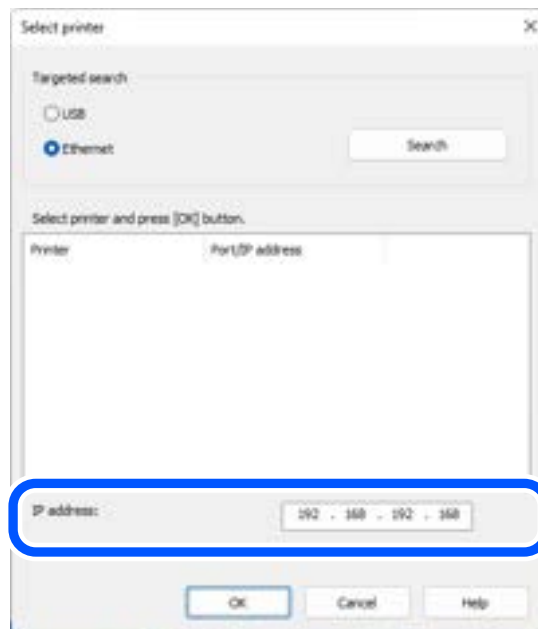 Select printer
Targeted search
USB
Ethernet
Search
Select printer and press [OK] button.
Printer Port/IP address
IP address: 192 . 168 . 192 . 168
OK Cancel Help